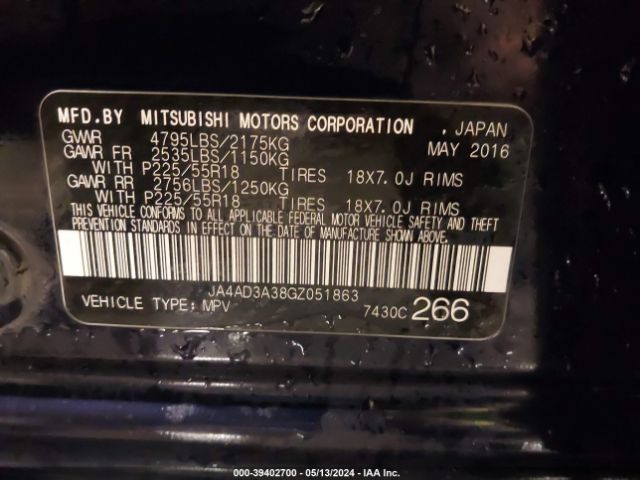 MFD.BY MITSUBISHI MOTORS CORPORATION , JAPAN
GVWR 4795LBS/2175KG MAY 2016
GAWR FR 2535LBS/1150KG
WITH P225/55R18 TIRES 18X7.0J RIMS
GAWR RR 2756LBS/1250KG
WITH P225/55R18 TIRES 18X7.0J RIMS
THIS VEHICLE CONFORMS TO ALL APPLICABLE FEDERAL MOTOR VEHICLE SAFETY AND THEFT
PREVENTION STANDARDS IN EFFECT ON THE DATE OF MANUFACTURE SHOWN ABOVE.
JA4AD3A38GZ051863
VEHICLE TYPE: MPV 7430C 266
000-39402700 - 05/13/2024 - IAA Inc.